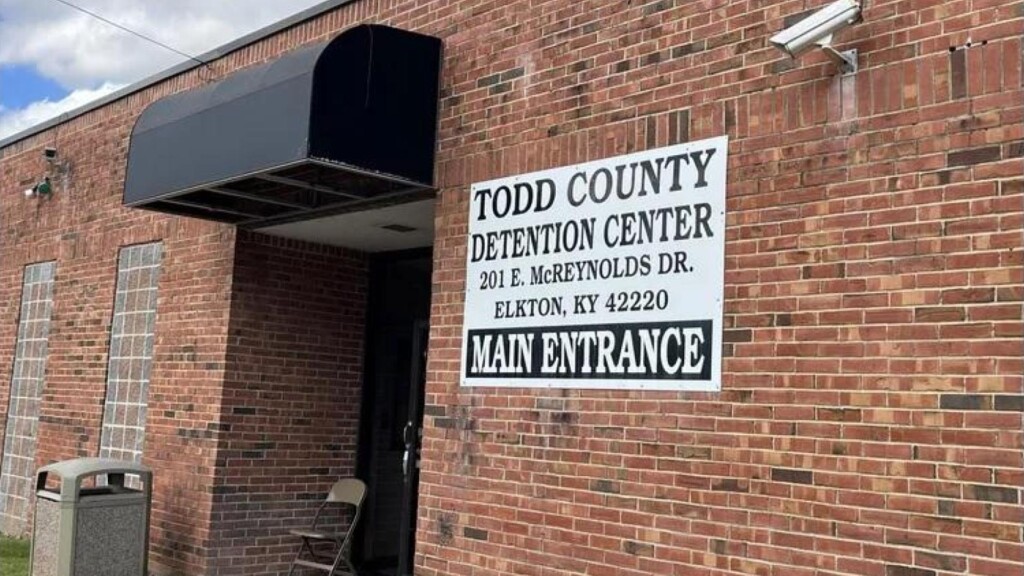 TODD COUNTY
DETENTION CENTER
201 E. McREYNOLDS DR.
ELKTON, KY 42220
MAIN ENTRANCE